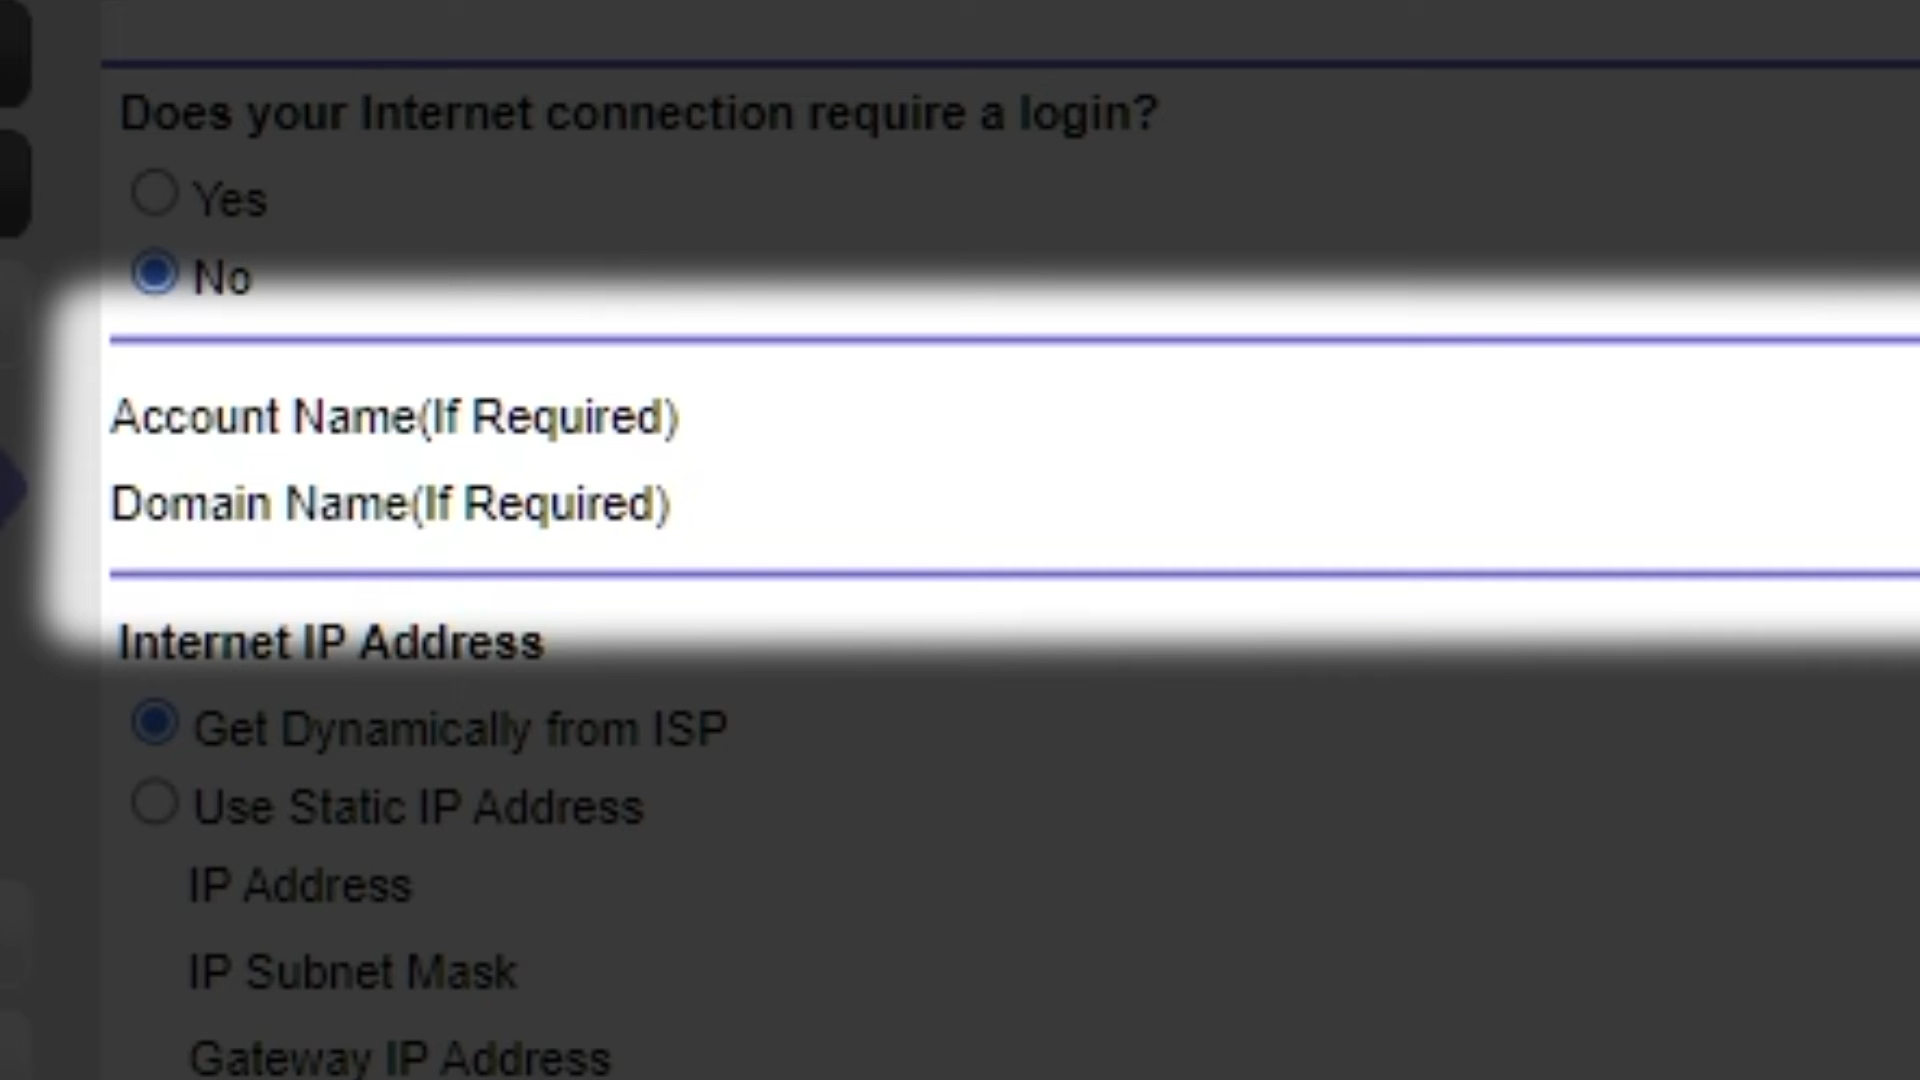 Does your Internet connection require a login?
Yes
No
Account Name(If Required)
Domain Name(If Required)
Internet IP Address
Get Dynamically from ISP
Use Static IP Address
IP Address
IP Subnet Mask
Gateway IP Address